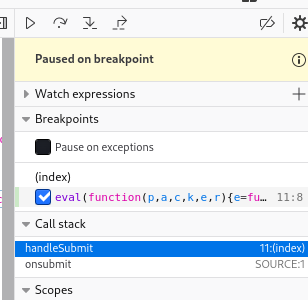 Paused on breakpoint
Watch expressions
Breakpoints
Pause on exceptions
(index)
eval(function(p,a,c,k,e,r){e=fu… 11:8
Call stack
handleSubmit 11:(index)
onsubmit SOURCE:1
Scopes